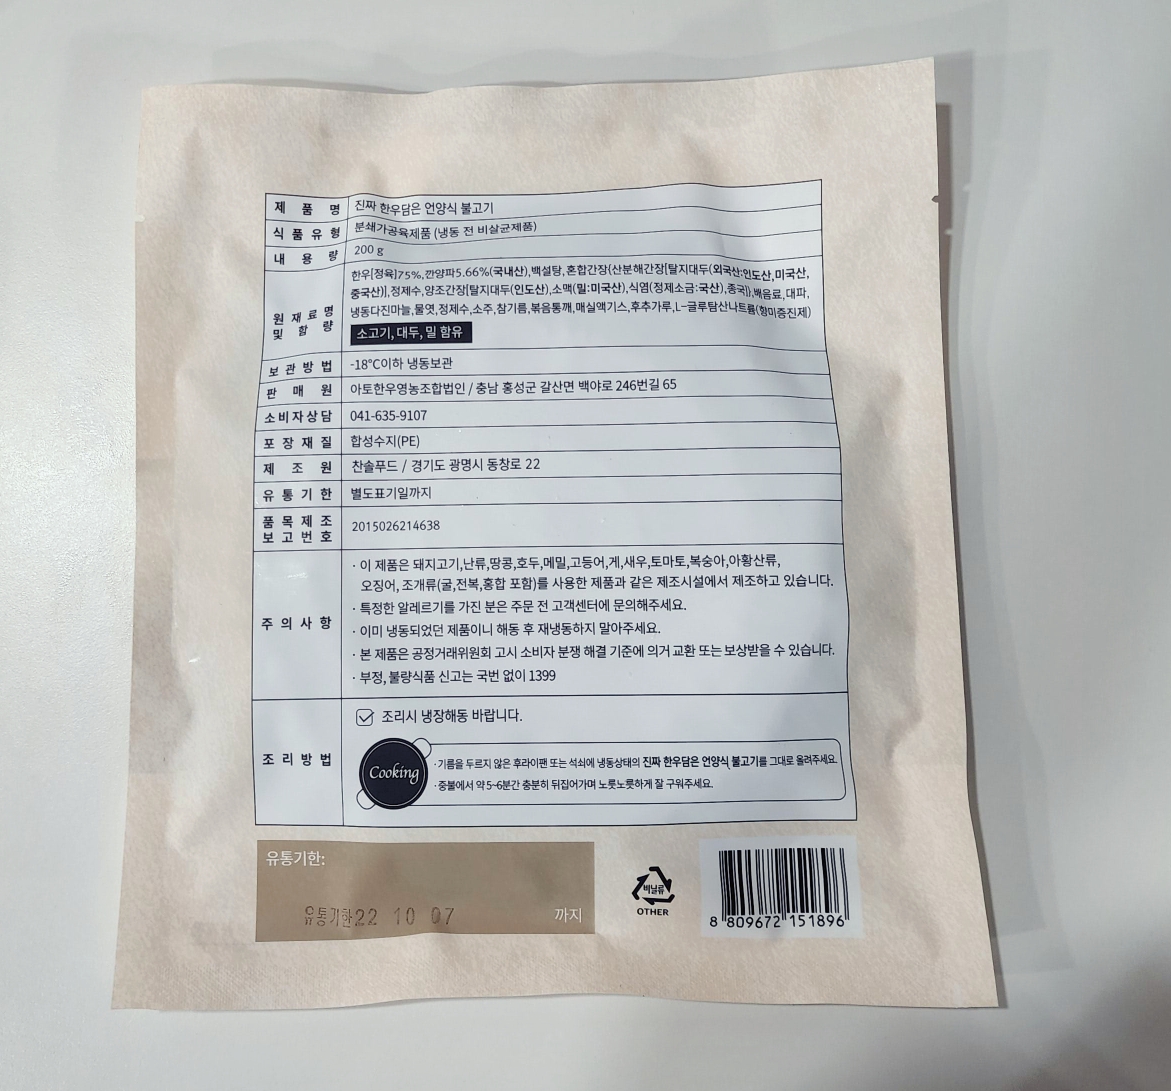 제 품 명 진짜 한우담은 언양식 불고기
식 품 유 형 분쇄가공육제품 (냉동 전 비살균제품)
내 용 량 200 g
원 재 료 명
및 함 량
한우[정육]75%,깐양파5.66%(국내산),백설탕,혼합간장{산분해간장[탈지대두(외국산:인도산,미국산,
중국산)],정제수,양조간장[탈지대두(인도산),소맥(밀:미국산),식염(정제소금:국산),종국]},배음료,대파,
냉동다진마늘,물엿,정제수,소주,참기름,볶음통깨,매실액기스,후추가루,L-글루탐산나트륨(향미증진제)
소고기, 대두, 밀 함유
보 관 방 법 -18℃이하 냉동보관
판 매 원 아토한우영농조합법인 / 충남 홍성군 갈산면 백야로 246번길 65
소비자상담 041-635-9107
포 장 재 질 합성수지(PE)
제 조 원 찬솔푸드 / 경기도 광명시 동창로 22
유 통 기 한 별도표기일까지
품 목 제 조
보 고 번 호
2015026214638
주 의 사 항
· 이 제품은 돼지고기,난류,땅콩,호두,메밀,고등어,게,새우,토마토,복숭아,아황산류,
오징어, 조개류(굴,전복,홍합 포함)를 사용한 제품과 같은 제조시설에서 제조하고 있습니다.
· 특정한 알레르기를 가진 분은 주문 전 고객센터에 문의해주세요.
· 이미 냉동되었던 제품이니 해동 후 재냉동하지 말아주세요.
· 본 제품은 공정거래위원회 고시 소비자 분쟁 해결 기준에 의거 교환 또는 보상받을 수 있습니다.
· 부정, 불량식품 신고는 국번 없이 1399
조 리 방 법
조리시 냉장해동 바랍니다.
Cooking
· 기름을 두르지 않은 후라이팬 또는 석쇠에 냉동상태의 진짜 한우담은 언양식 불고기를 그대로 올려주세요.
· 중불에서 약 5~6분간 충분히 뒤집어가며 노릇노릇하게 잘 구워주세요.
유통기한:
유통기한22 10 07 까지
비닐류
OTHER
8 809672 151896